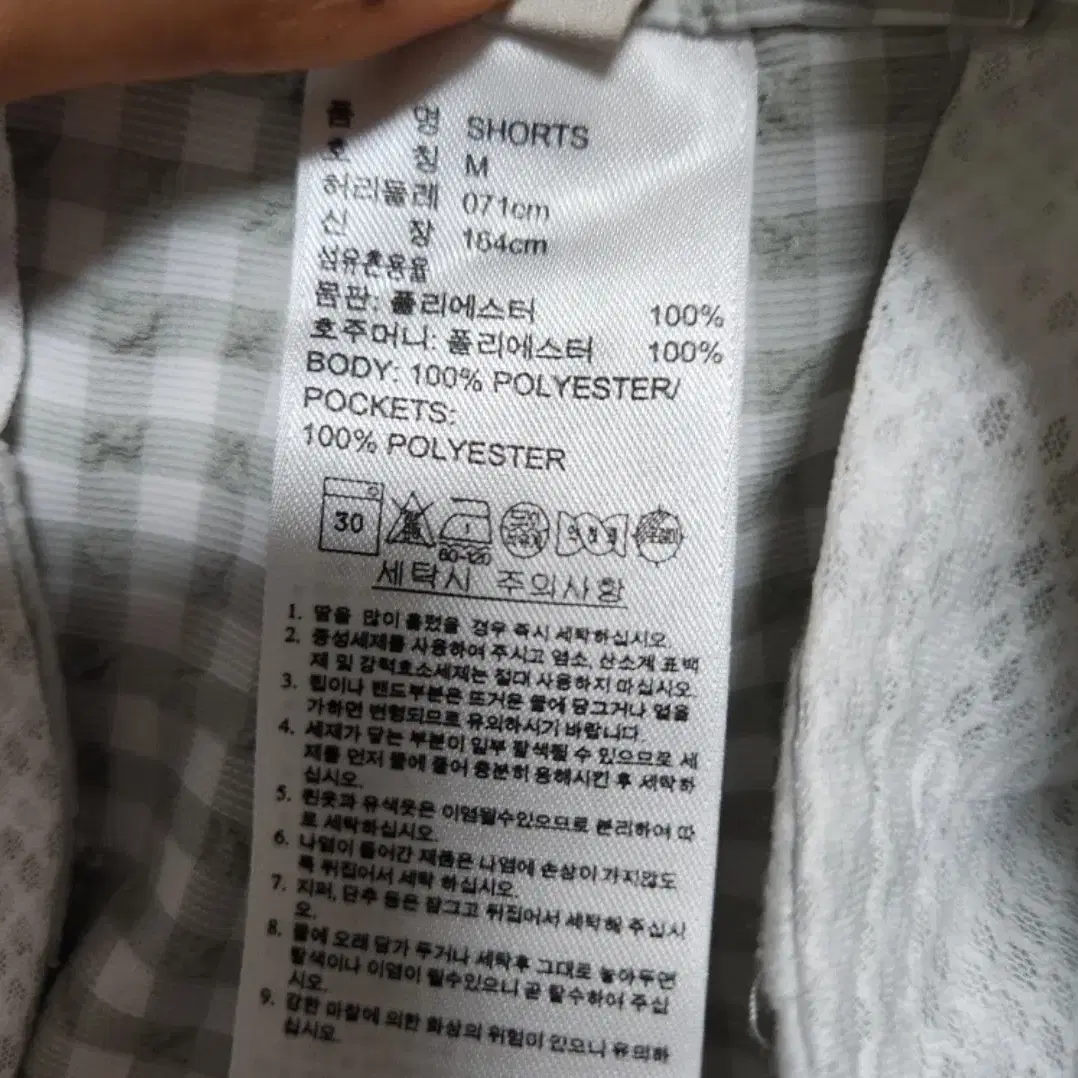 품 명 SHORTS
호 칭 M
허리둘레 071cm
신 장 164cm
섬유혼용율
몸판: 폴리에스터 100%
호주머니: 폴리에스터 100%
BODY: 100% POLYESTER/
POCKETS:
100% POLYESTER
30
60~120
세탁시 주의사항
1. 땀을 많이 흘렸을 경우 즉시 세탁하십시오.
2. 중성세제를 사용하여 주시고 염소, 산소계 표백
제 및 강력효소세제는 절대 사용하지 마십시오.
3. 립이나 밴드부분은 뜨거운 물에 담그거나 열을
가하면 변형되므로 유의하시기 바랍니다.
4. 세제가 닿는 부분이 일부 탈색될 수 있으므로 세
제를 먼저 물에 풀어 충분히 용해시킨 후 세탁하
십시오.
5. 흰옷과 유색옷은 이염될수있으므로 분리하여 따
로 세탁하십시오.
6. 나염이 들어간 제품은 나염에 손상이 가지않도
록 뒤집어서 세탁 하십시오.
7. 지퍼, 단추 등은 잠그고 뒤집어서 세탁해 주십시
오.
8. 물에 오래 담가 두거나 세탁후 그대로 놓아두면
탈색이나 이염이 될수있으니 곧 탈수하여 주십
시오.
9. 강한 마찰에 의한 화상의 위험이 있으니 유의하
십시오.